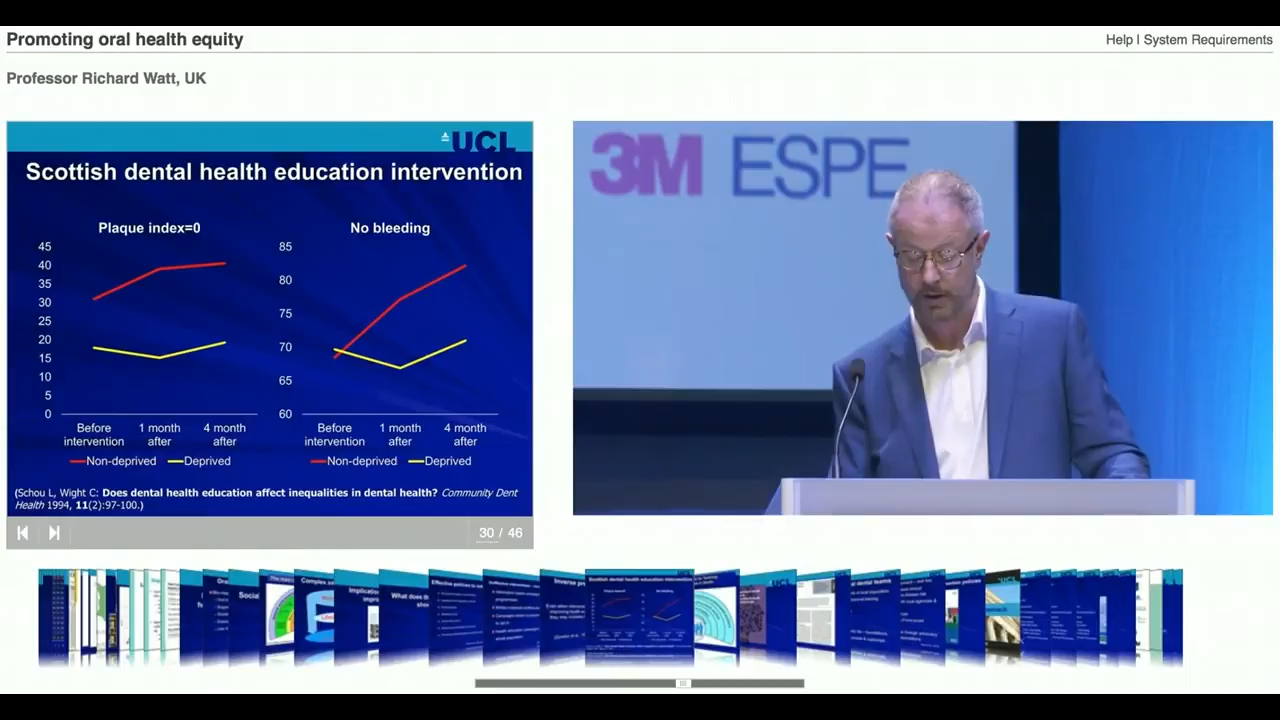 Promoting oral health equity
Help | System Requirements
Professor Richard Watt, UK
UCL
Scottish dental health education intervention
Plaque index=0
45
40
35
30
25
20
15
10
5
0
Before intervention
1 month after
4 month after
Non-deprived
Deprived
No bleeding
85
80
75
70
65
60
Before intervention
1 month after
4 month after
Non-deprived
Deprived
(Schou L, Wight C: Does dental health education affect inequalities in dental health? Community Dent
Health 1994, 11(2):97-100.)
30 / 46
3M ESPE